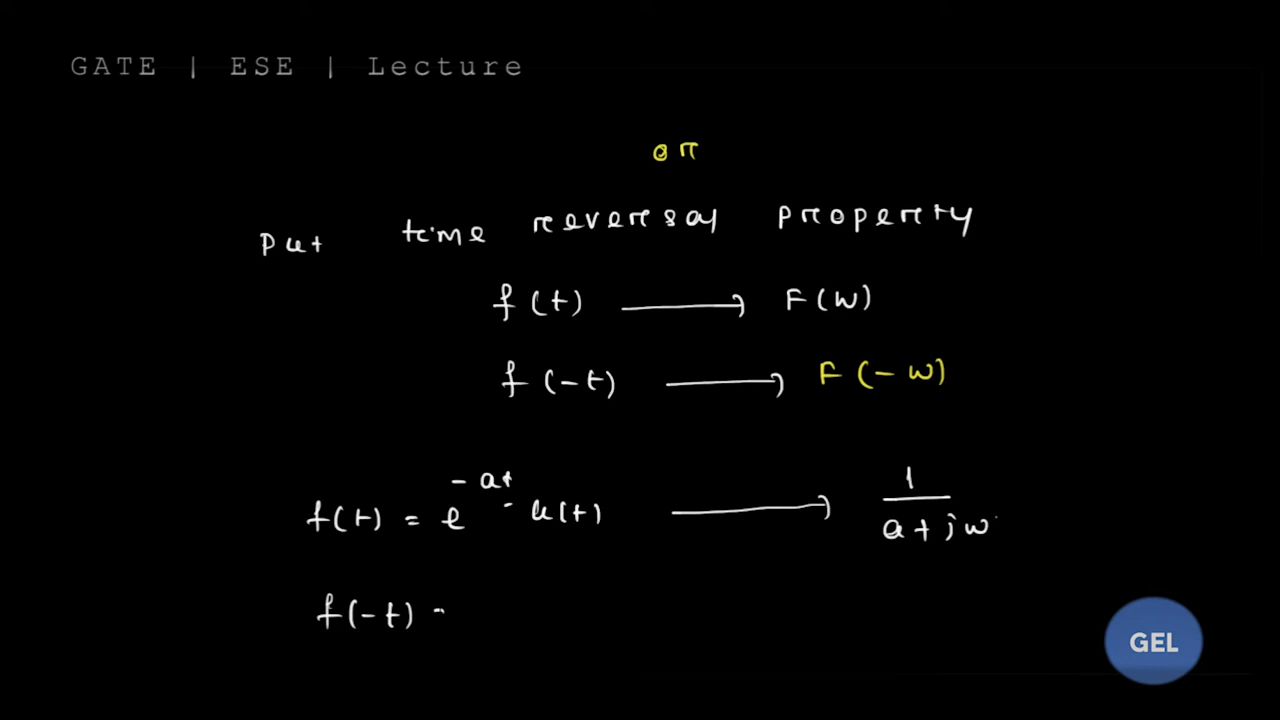 GATE | ESE | Lecture
or
Put time reversal property
f(t) ⟶ F(w)
f(-t) ⟶ F(-w)
f(t) = e^{-at} . u(t) ⟶ 1/(a+jw)
f(-t) =
GEL